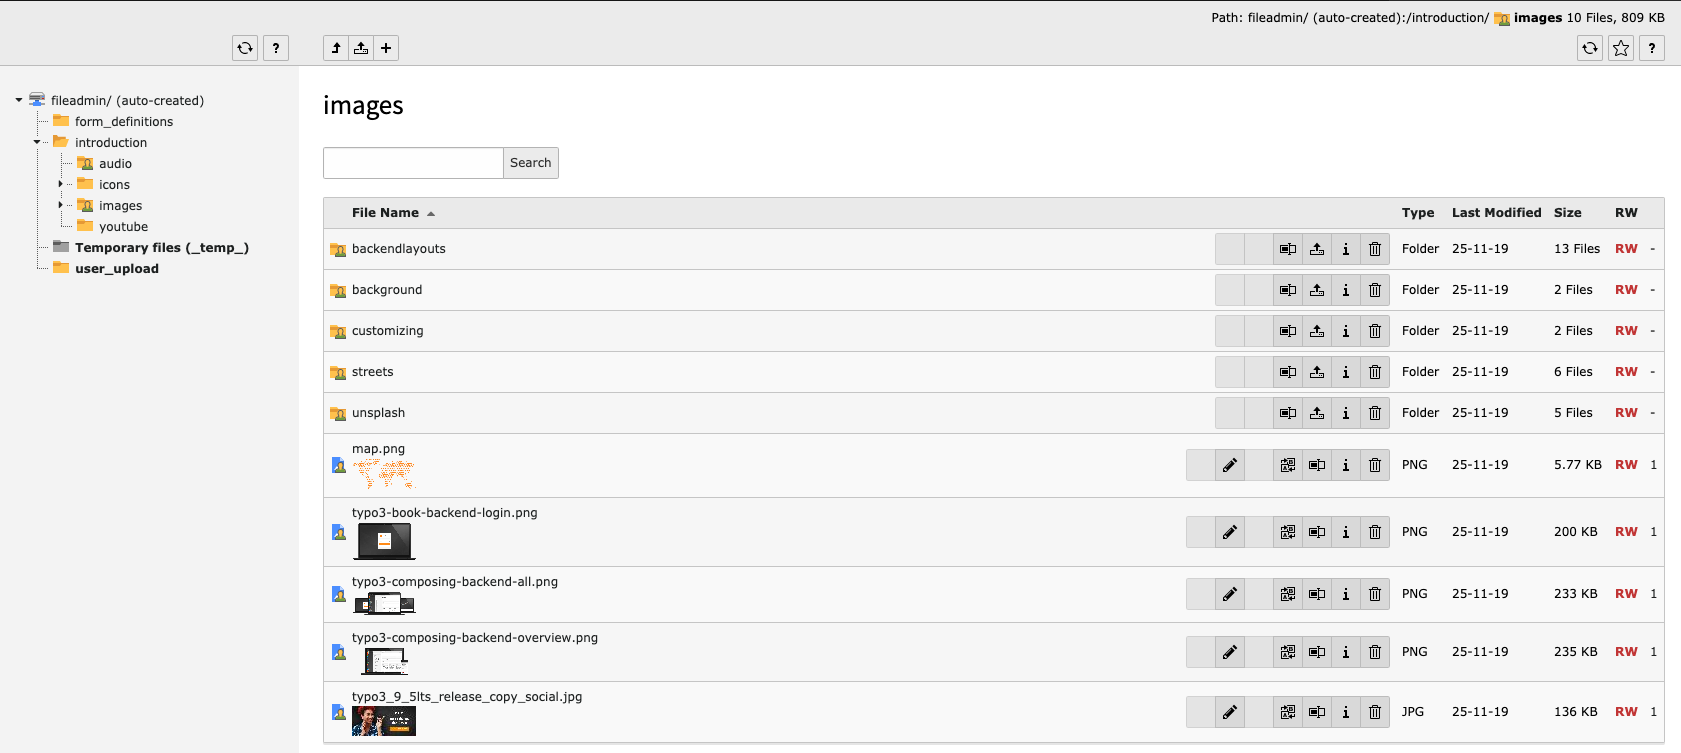 Path: fileadmin/ (auto-created):/introduction/ images 10 Files, 809 KB
?
?
fileadmin/ (auto-created)
form_definitions
introduction
audio
icons
images
youtube
Temporary files (_temp_)
user_upload
images
Search
File Name Type Last Modified Size RW
backendlayouts Folder 25-11-19 13 Files RW -
background Folder 25-11-19 2 Files RW -
customizing Folder 25-11-19 2 Files RW -
streets Folder 25-11-19 6 Files RW -
unsplash Folder 25-11-19 5 Files RW -
map.png PNG 25-11-19 5.77 KB RW 1
typo3-book-backend-login.png PNG 25-11-19 200 KB RW 1
typo3-composing-backend-all.png PNG 25-11-19 233 KB RW 1
typo3-composing-backend-overview.png PNG 25-11-19 235 KB RW 1
typo3_9_5lts_release_copy_social.jpg JPG 25-11-19 136 KB RW 1